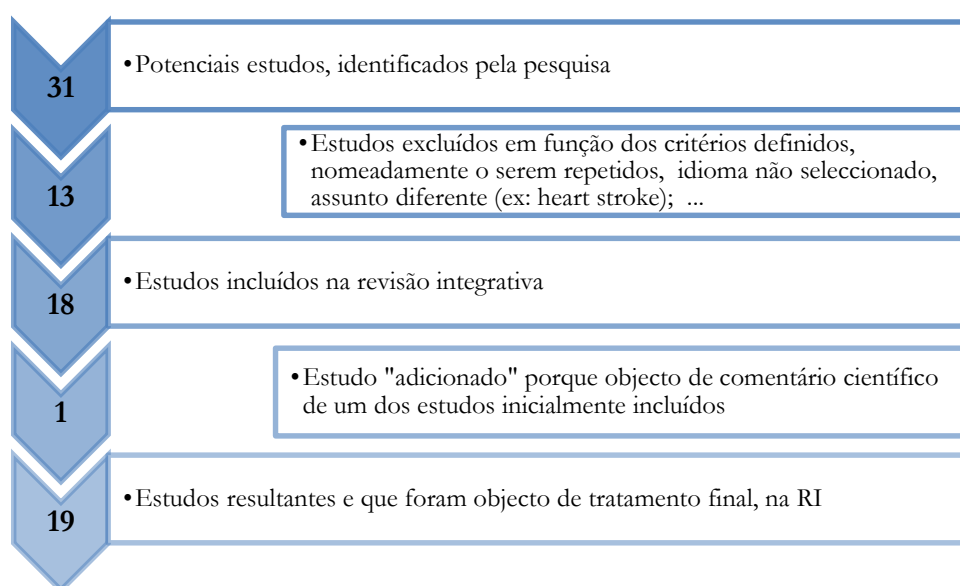 31
•Potenciais estudos, identificados pela pesquisa
13
•Estudos excluídos em função dos critérios definidos,
nomeadamente o serem repetidos, idioma não seleccionado,
assunto diferente (ex: heart stroke); ...
18
•Estudos incluídos na revisão integrativa
1
•Estudo "adicionado" porque objecto de comentário científico
de um dos estudos inicialmente incluídos
19
•Estudos resultantes e que foram objecto de tratamento final, na RI